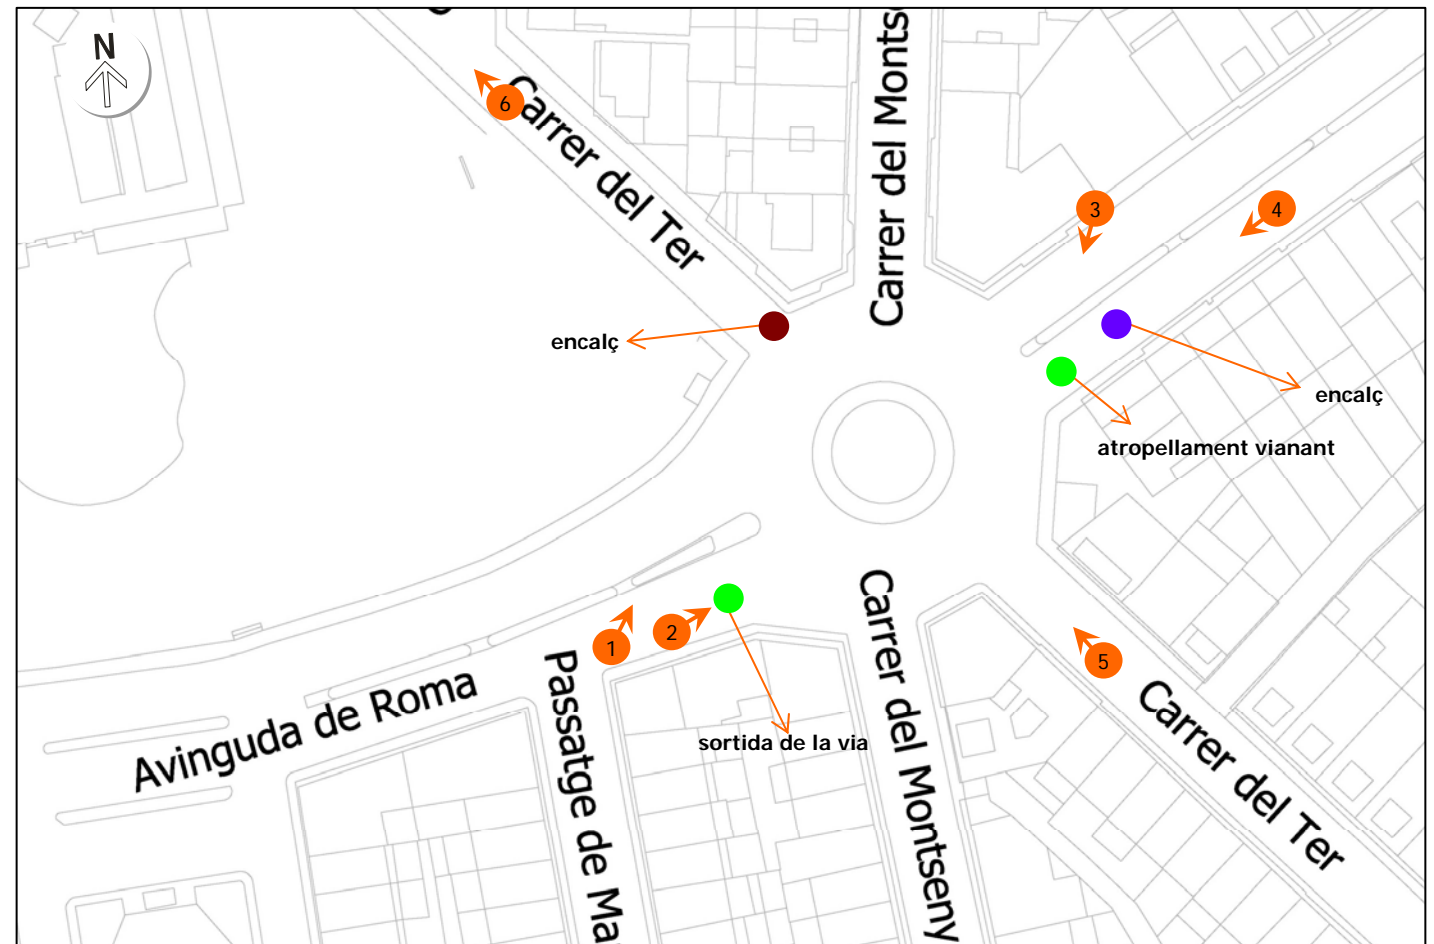 N
6
Carrer del Ter
Carrer del Monts
3
4
encalç
encalç
atropellament vianant
1
2
5
sortida de la via
Avinguda de Roma
Passatge de Ma
Carrer del Montseny
Carrer del Ter